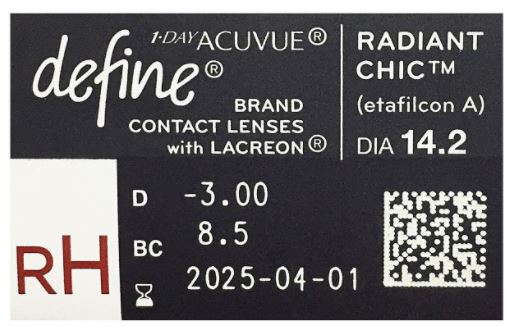 1·DAY ACUVUE®
define®
BRAND
CONTACT LENSES
with LACREON®
RADIANT
CHIC™
(etafilcon A)
DIA 14.2
D -3.00
BC 8.5
2025-04-01
RH